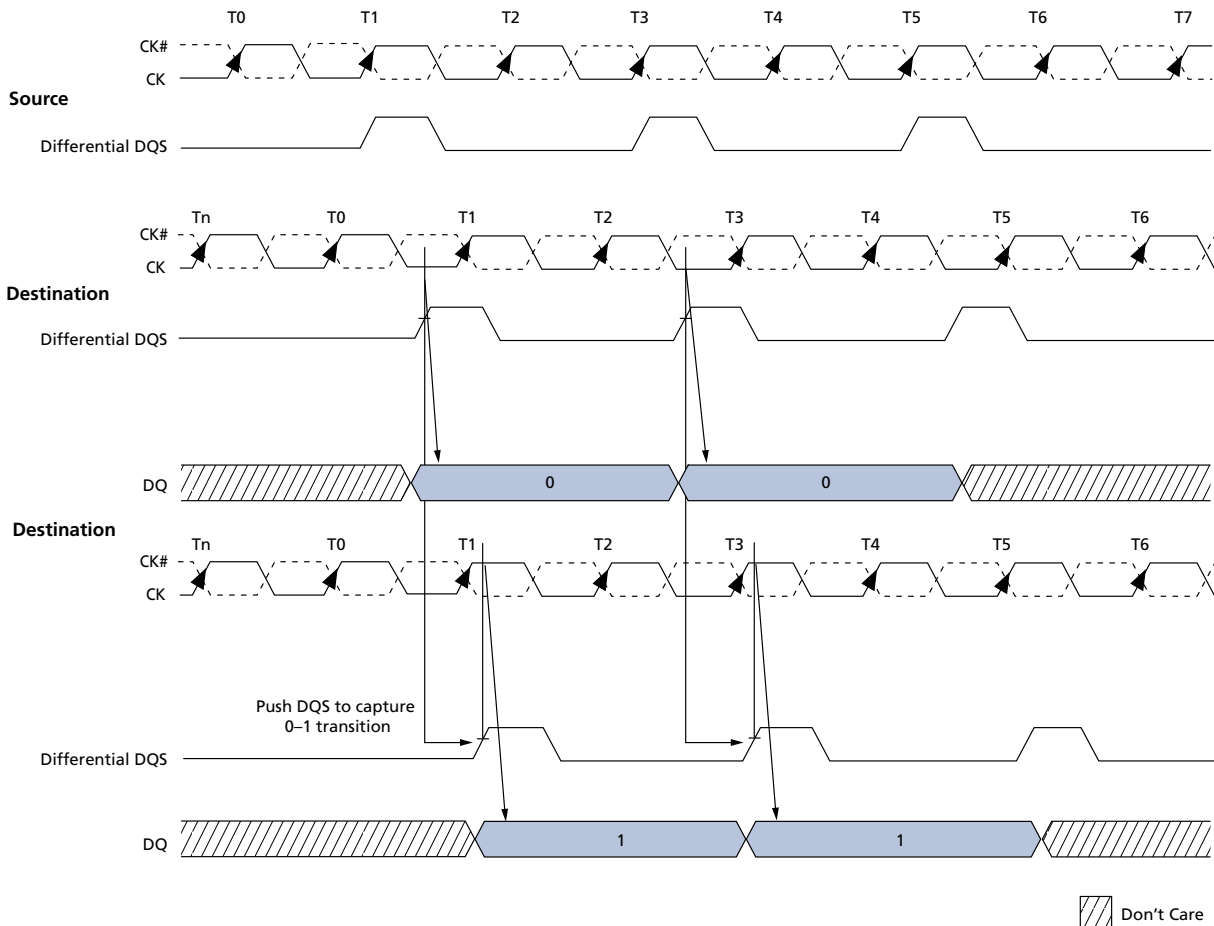 T0 T1 T2 T3 T4 T5 T6 T7
CK#
CK
Source
Differential DQS
Tn T0 T1 T2 T3 T4 T5 T6
CK#
CK
Destination
Differential DQS
DQ 0 0
Destination
Tn T0 T1 T2 T3 T4 T5 T6
CK#
CK
Push DQS to capture
0–1 transition
Differential DQS
DQ 1 1
Don't Care